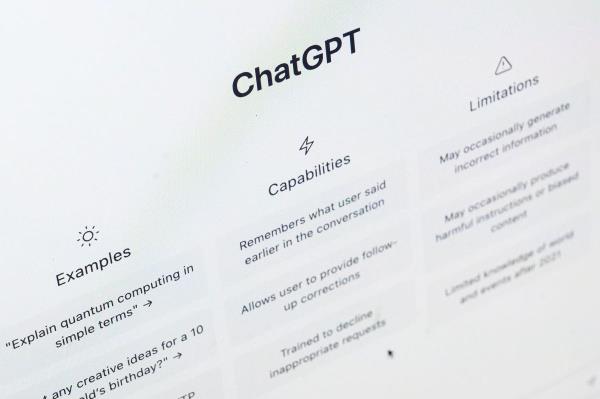 ChatGPT
Examples
"Explain quantum computing in
simple terms" →
any creative ideas for a 10
birthday?" →
Capabilities
Remembers what user said
earlier in the conversation
Allows user to provide follow-
up corrections
Trained to decline
inappropriate requests
Limitations
May occasionally generate
incorrect information
May occasionally produce
harmful instructions or biased
content
Limited knowledge of world
and events after 2021